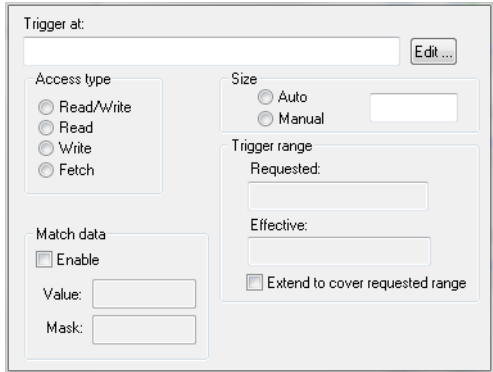 Trigger at:
Edit ...
Access type
Read/Write
Read
Write
Fetch
Size
Auto
Manual
Trigger range
Requested:
Effective:
Extend to cover requested range
Match data
Enable
Value:
Mask: